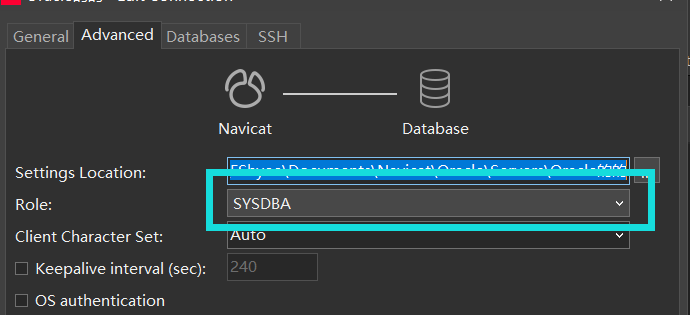 General Advanced Databases SSH
Navicat Database
Settings Location:
Role: SYSDBA
Client Character Set: Auto
Keepalive interval (sec): 240
OS authentication